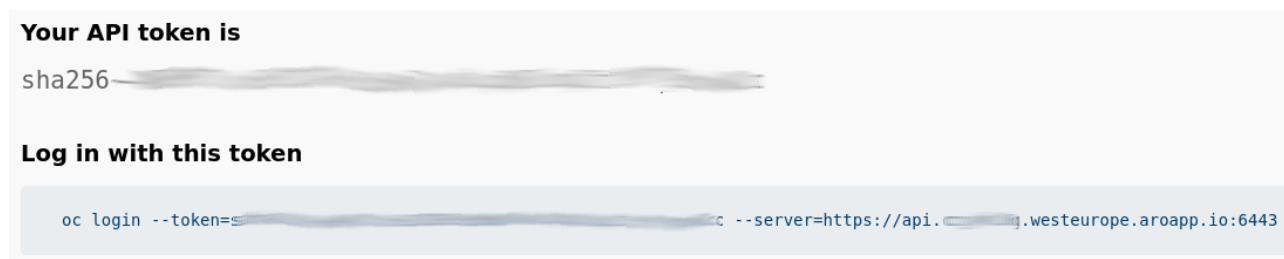 Your API token is
sha256
Log in with this token
oc login --token= --server=https://api. .westeurope.aroapp.io:6443